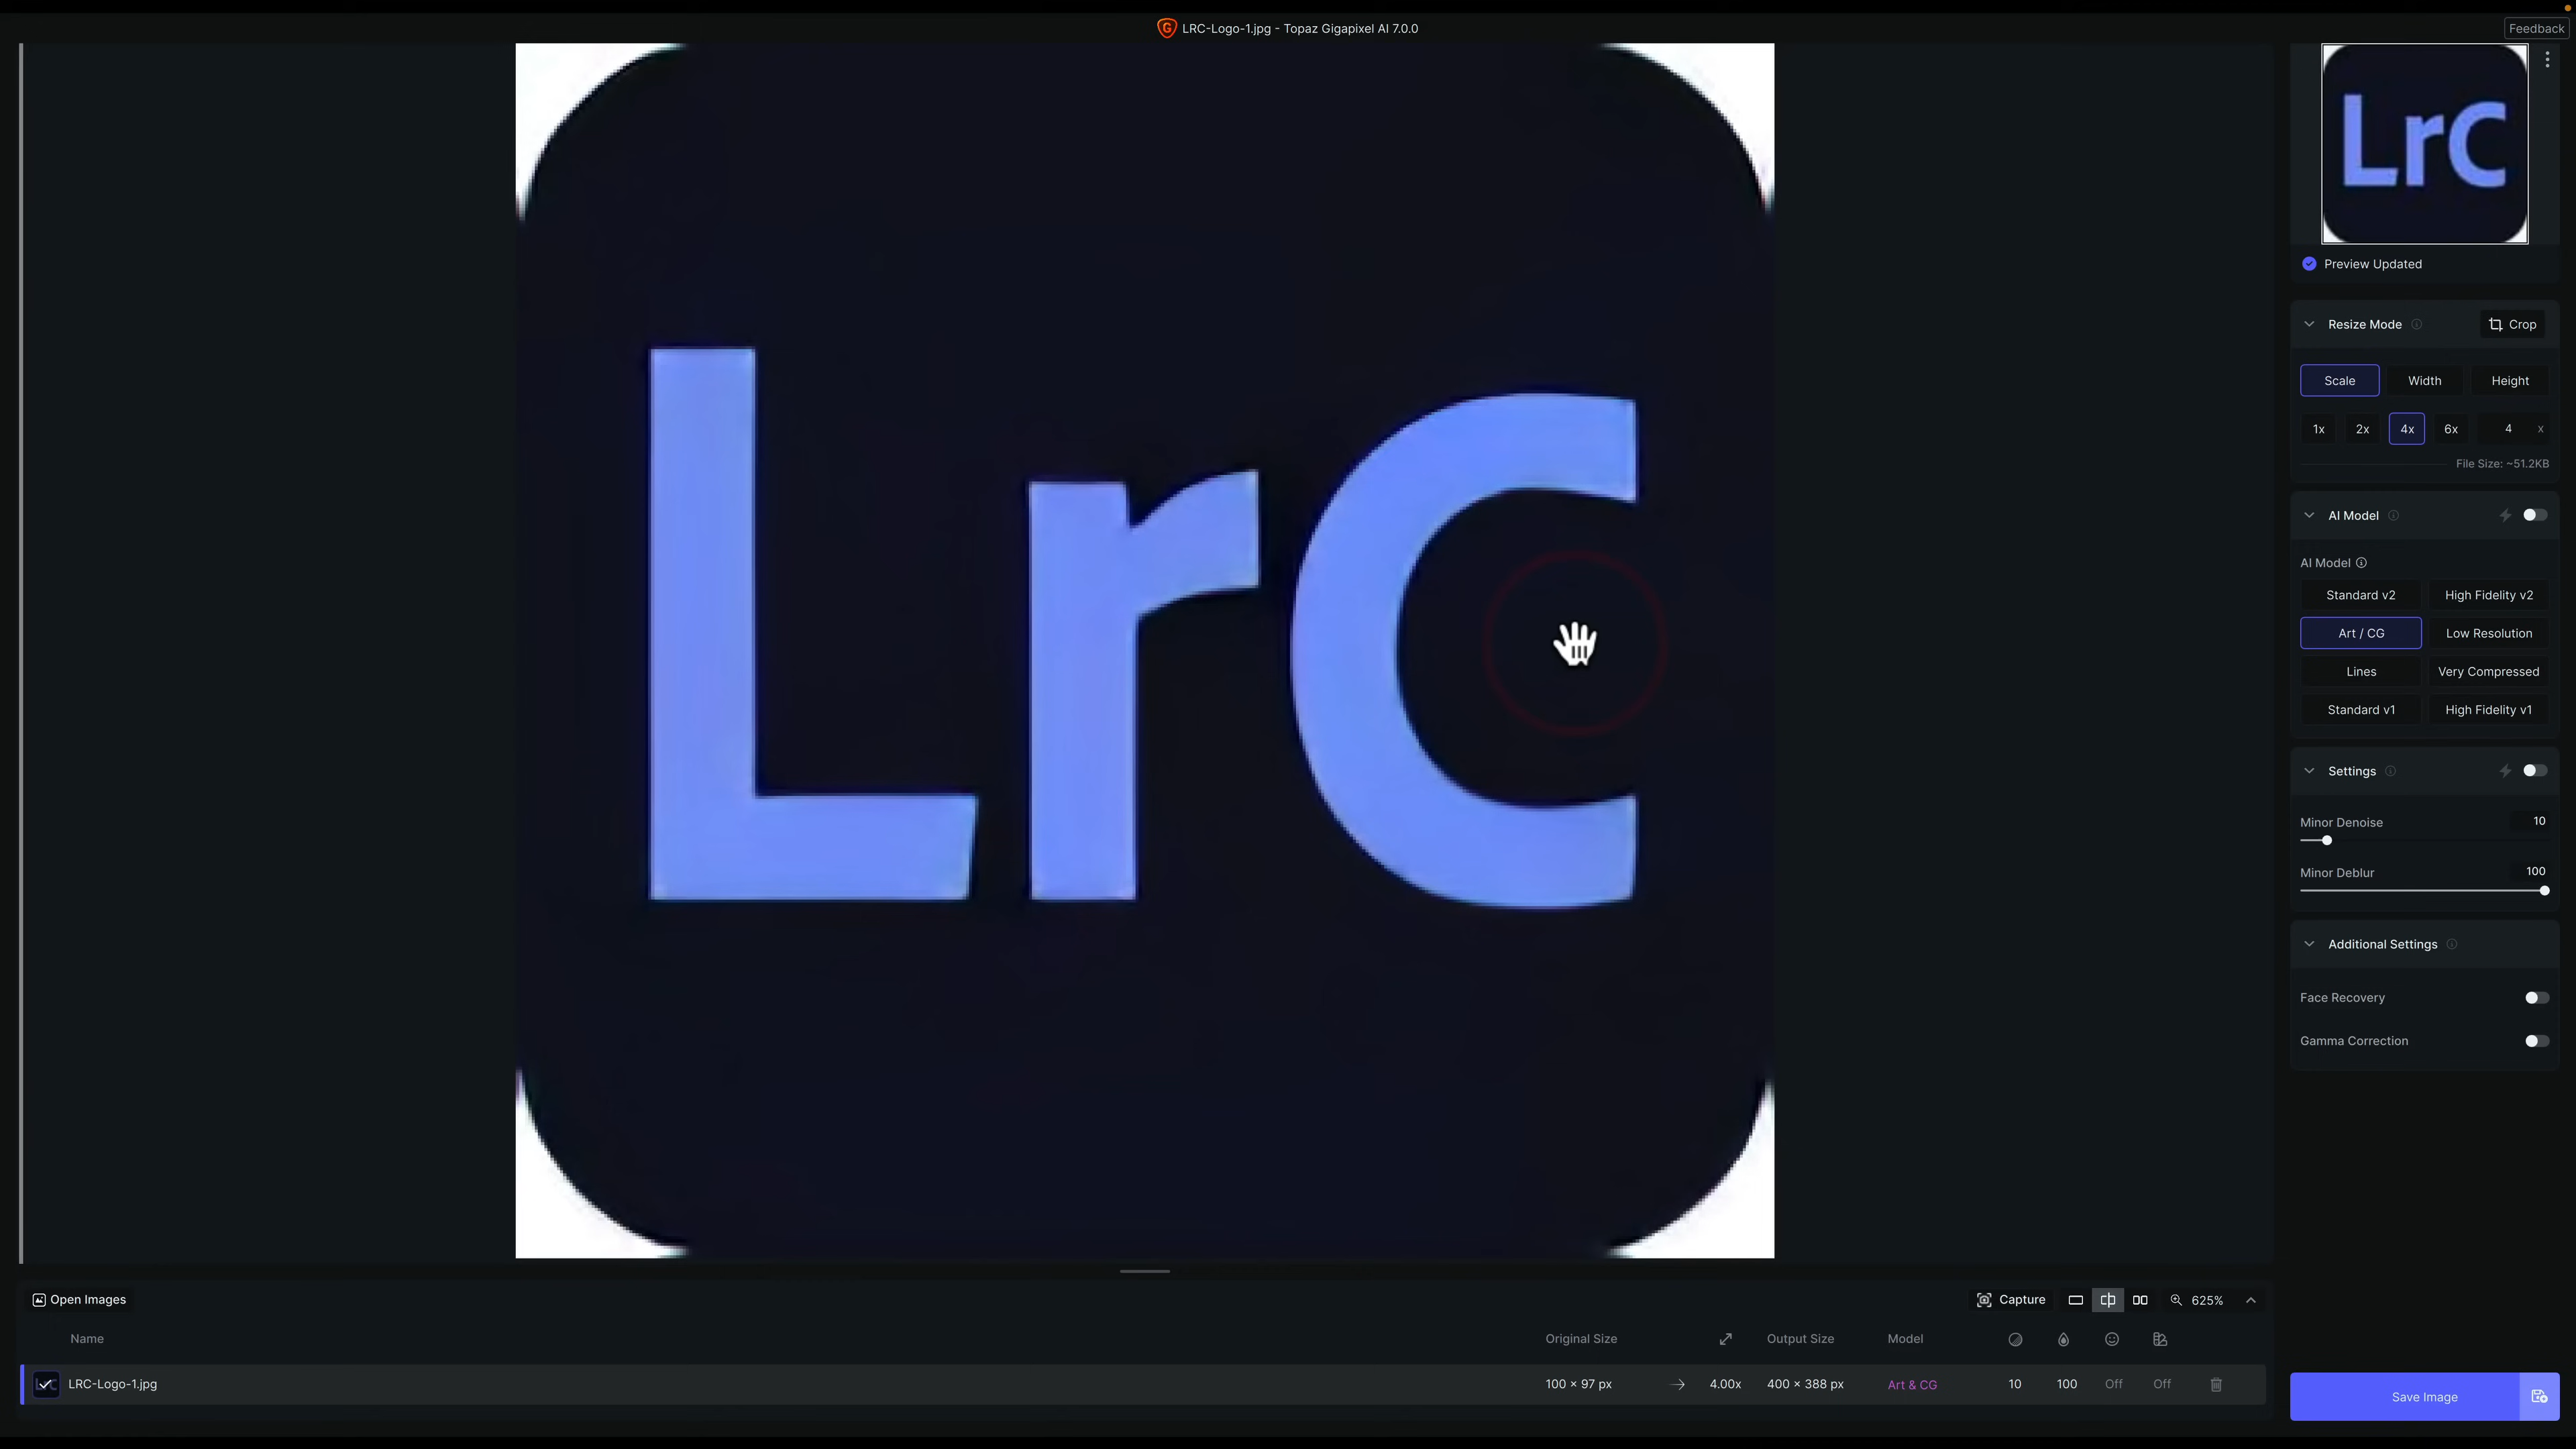 LRC-Logo-1.jpg - Topaz Gigapixel AI 7.0.0
Feedback
LrC
LrC
Preview Updated
Resize Mode
Crop
Scale Width Height
1x 2x 4x 6x 4 x
File Size: ~51.2KB
AI Model
AI Model
Standard v2 High Fidelity v2
Art / CG Low Resolution
Lines Very Compressed
Standard v1 High Fidelity v1
Settings
Minor Denoise 10
Minor Deblur 100
Additional Settings
Face Recovery
Gamma Correction
Open Images
Capture
625%
Name Original Size Output Size Model
LRC-Logo-1.jpg 100 × 97 px → 4.00x 400 × 388 px Art & CG 10 100 Off Off
Save Image